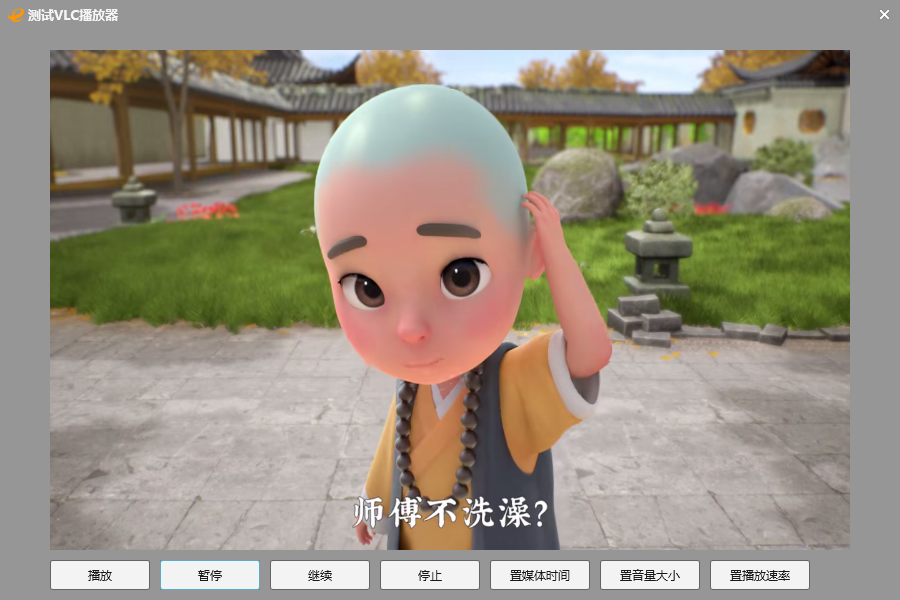 测试VLC播放器
师傅不洗澡?
播放
暂停
继续
停止
置媒体时间
置音量大小
置播放速率